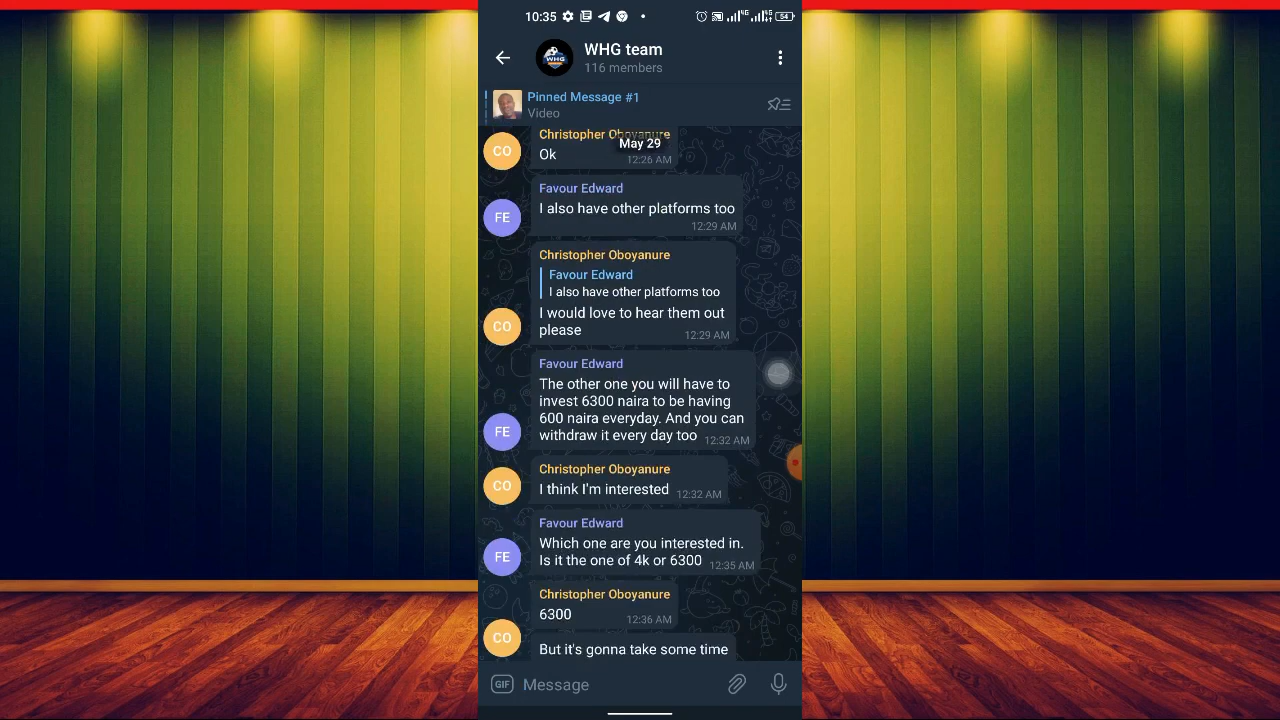 10:35
4G
4G
54
WHG
WHG team
116 members
Pinned Message #1
Video
Christopher Oboyanure
May 29
CO
Ok
12:26 AM
Favour Edward
FE
I also have other platforms too
12:29 AM
Christopher Oboyanure
Favour Edward
I also have other platforms too
I would love to hear them out
CO
please
12:29 AM
Favour Edward
The other one you will have to
invest 6300 naira to be having
600 naira everyday. And you can
FE
withdraw it every day too 12:32 AM
Christopher Oboyanure
CO
I think I'm interested 12:32 AM
Favour Edward
Which one are you interested in.
FE
Is it the one of 4k or 6300 12:35 AM
Christopher Oboyanure
6300
12:36 AM
CO
But it's gonna take some time
GIF
Message